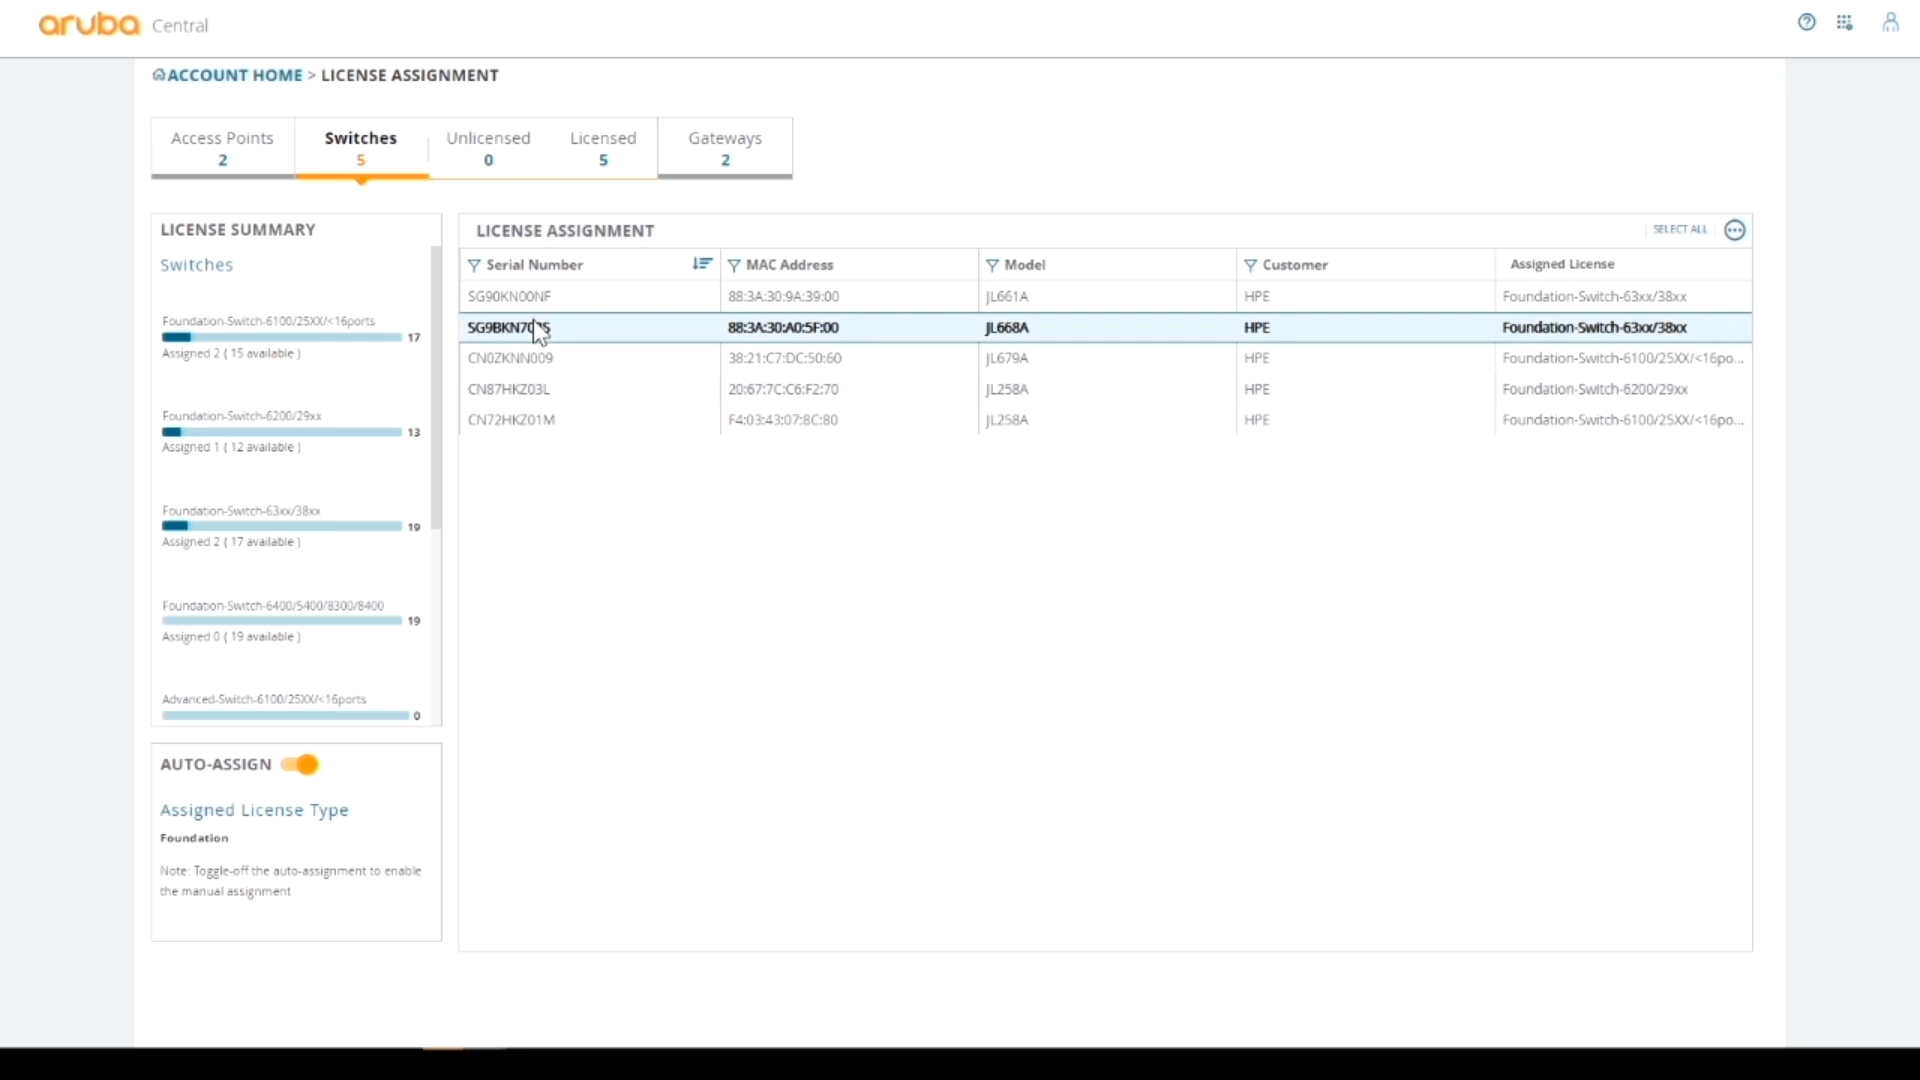 aruba Central
ACCOUNT HOME > LICENSE ASSIGNMENT
Access Points Switches Unlicensed Licensed Gateways
2 5 0 5 2
LICENSE SUMMARY
Switches
Foundation-Switch-6100/25XX/<16ports
17
Assigned 2 ( 15 available )
Foundation-Switch-6200/29xx
13
Assigned 1 ( 12 available )
Foundation-Switch-63xx/38xx
19
Assigned 2 ( 17 available )
Foundation-Switch-6400/5400/8300/8400
19
Assigned 0 ( 19 available )
Advanced-Switch-6100/25XX/<16ports
0
AUTO-ASSIGN
Assigned License Type
Foundation
Note: Toggle-off the auto-assignment to enable
the manual assignment
LICENSE ASSIGNMENT SELECT ALL
Serial Number MAC Address Model Customer Assigned License
SG90KN00NF 88:3A:30:9A:39:00 JL661A HPE Foundation-Switch-63xx/38xx
88:3A:30:A0:5F:00 JL668A HPE Foundation-Switch-63xx/38xx
CN0ZKNN009 38:21:C7:DC:50:60 JL679A HPE Foundation-Switch-6100/25XX/<16po...
CN87HKZ03L 20:67:7C:C6:F2:70 JL258A HPE Foundation-Switch-6200/29xx
CN72HKZ01M F4:03:43:07:8C:80 JL258A HPE Foundation-Switch-6100/25XX/<16po...